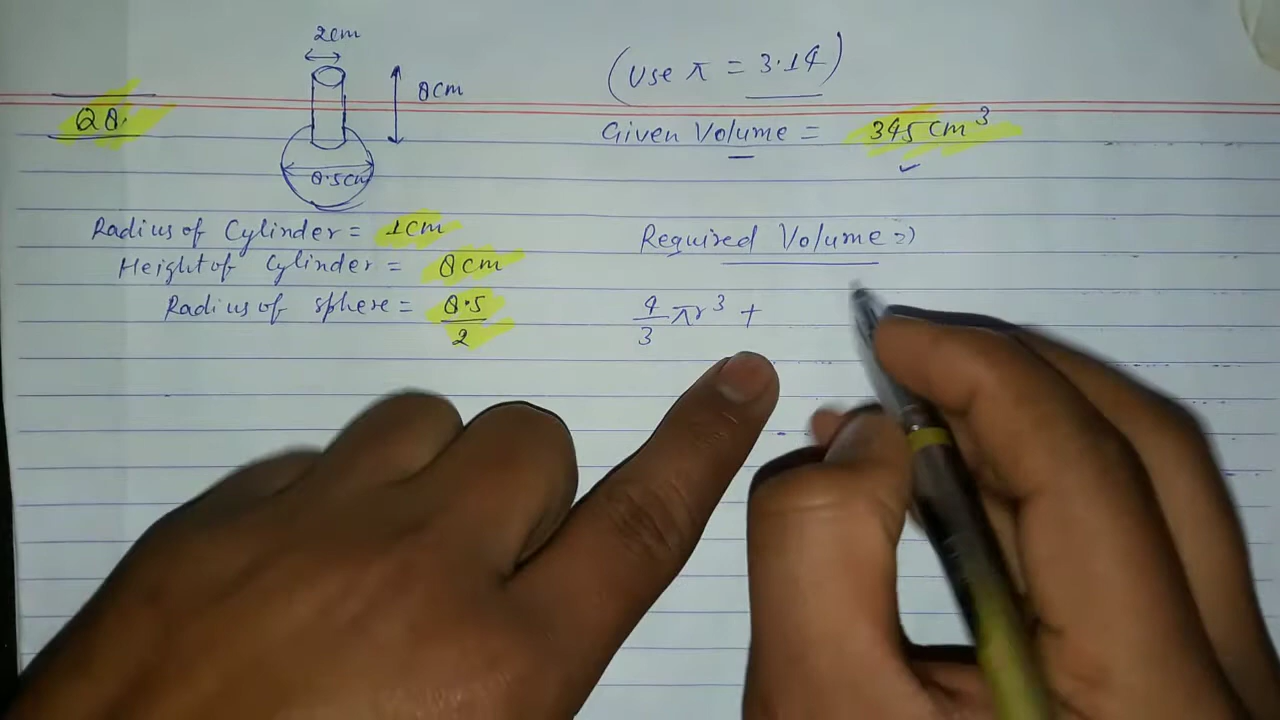 2cm
8cm
Q8.
8.5cm
(Use π = 3.14)
Given Volume = 345 cm³
Radius of Cylinder = 1cm
Height of Cylinder = 8cm
Radius of sphere = 8.5/2
Required Volume ⇒
4/3 πr³ +